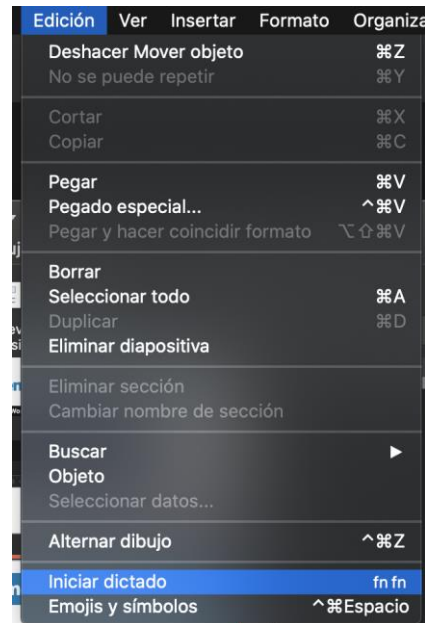 Edición Ver Insertar Formato Organiza
Deshacer Mover objeto ⌘Z
No se puede repetir ⌘Y
Cortar ⌘X
Copiar ⌘C
Pegar ⌘V
Pegado especial... ^⌘V
Pegar y hacer coincidir formato ⌥⇧⌘V
Borrar
Seleccionar todo ⌘A
Duplicar ⌘D
Eliminar diapositiva
Eliminar sección
Cambiar nombre de sección
Buscar ▶
Objeto
Seleccionar datos...
Alternar dibujo ^⌘Z
Iniciar dictado fn fn
Emojis y símbolos ^⌘Espacio